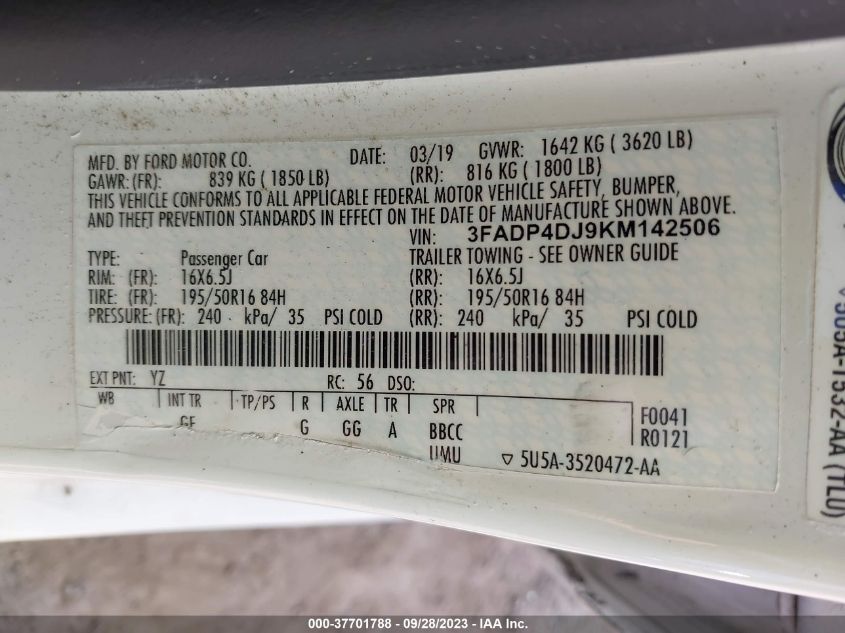 MFD. BY FORD MOTOR CO. DATE: 03/19 GVWR: 1642 KG ( 3620 LB)
GAWR: (FR): 839 KG ( 1850 LB) (RR): 816 KG ( 1800 LB)
THIS VEHICLE CONFORMS TO ALL APPLICABLE FEDERAL MOTOR VEHICLE SAFETY, BUMPER,
AND THEFT PREVENTION STANDARDS IN EFFECT ON THE DATE OF MANUFACTURE SHOWN ABOVE.
VIN: 3FADP4DJ9KM142506
TYPE: Passenger Car TRAILER TOWING - SEE OWNER GUIDE
RIM: (FR): 16X6.5J (RR): 16X6.5J
TIRE: (FR): 195/50R16 84H (RR): 195/50R16 84H
PRESSURE: (FR): 240 kPa/ 35 PSI COLD (RR): 240 kPa/ 35 PSI COLD
EXT PNT: YZ RC: 56 DSO:
WB INT TR TP/PS R AXLE TR SPR F0041
GF G GG A BBCC R0121
UMU ▽ 5U5A-3520472-AA
5U5A-1532-AA (TLU)
000-37701788 - 09/28/2023 - IAA Inc.